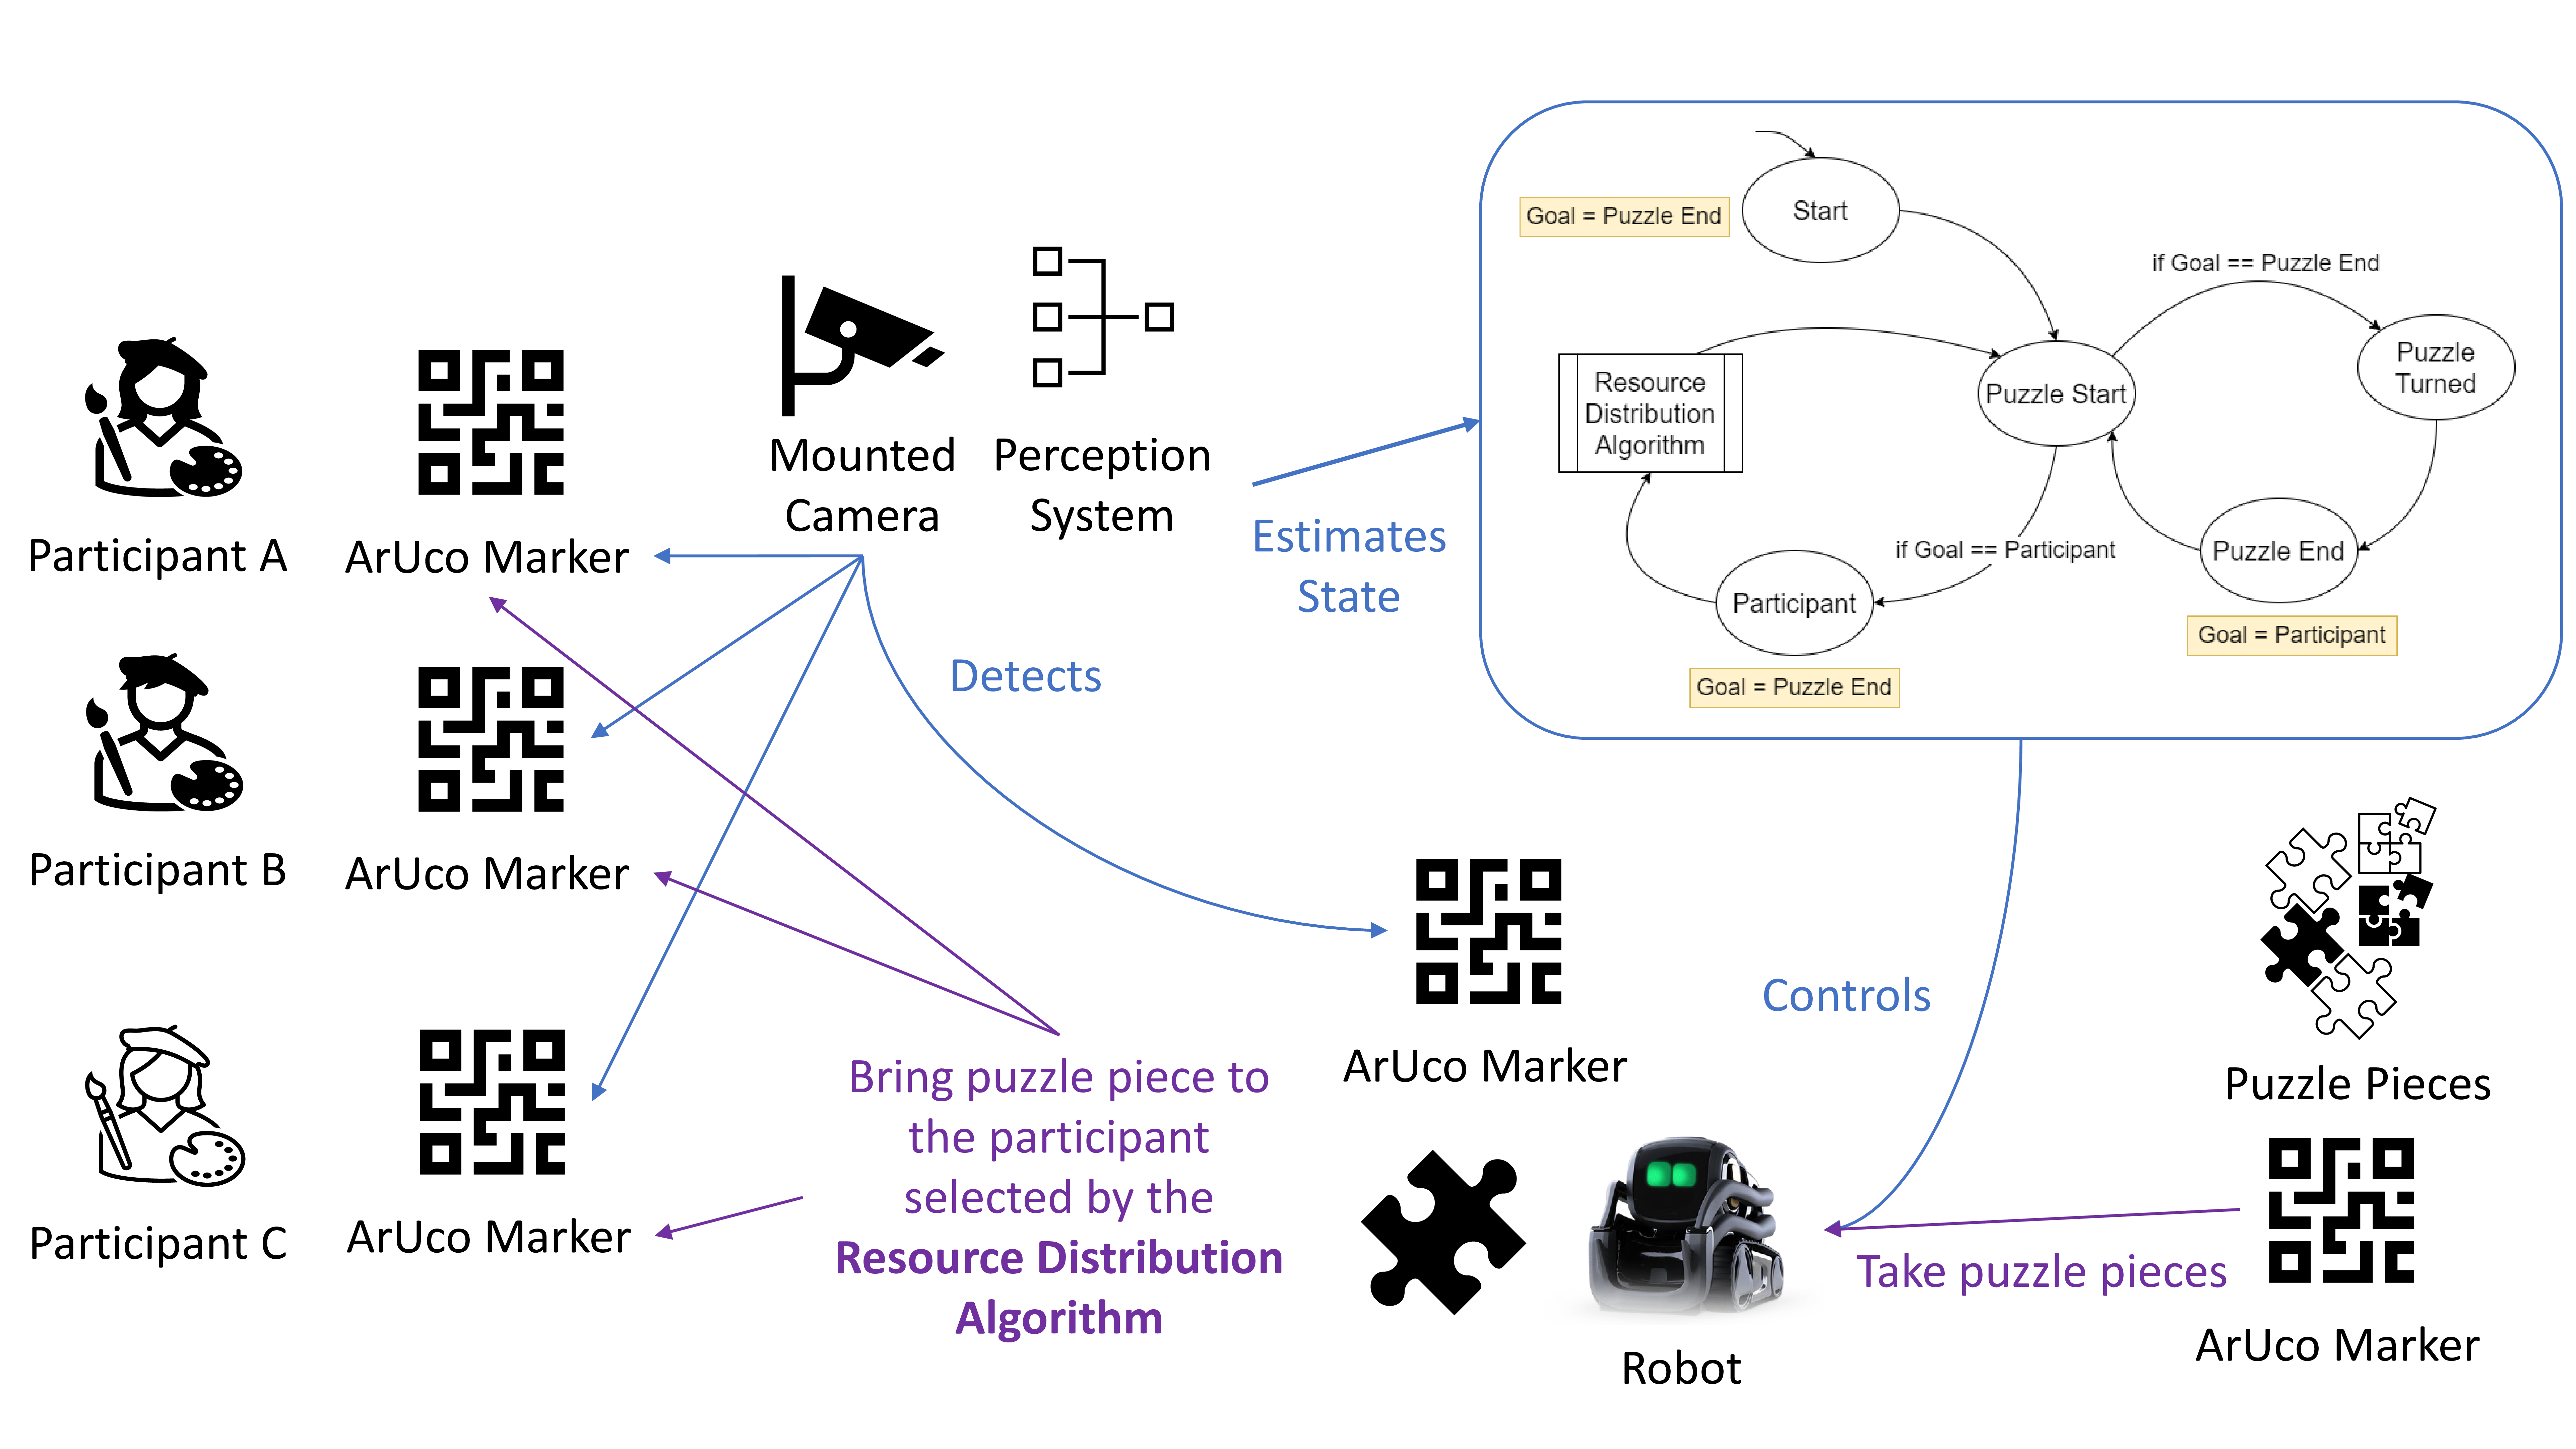 Participant A
ArUco Marker
Participant B
ArUco Marker
Participant C
ArUco Marker
Mounted
Camera
Perception
System
Detects
Estimates
State
Goal = Puzzle End
Start
if Goal == Puzzle End
Puzzle
Turned
Puzzle Start
Resource
Distribution
Algorithm
if Goal == Participant
Puzzle End
Participant
Goal = Participant
Goal = Puzzle End
Bring puzzle piece to
the participant
selected by the
Resource Distribution
Algorithm
ArUco Marker
Controls
Robot
Puzzle Pieces
Take puzzle pieces
ArUco Marker